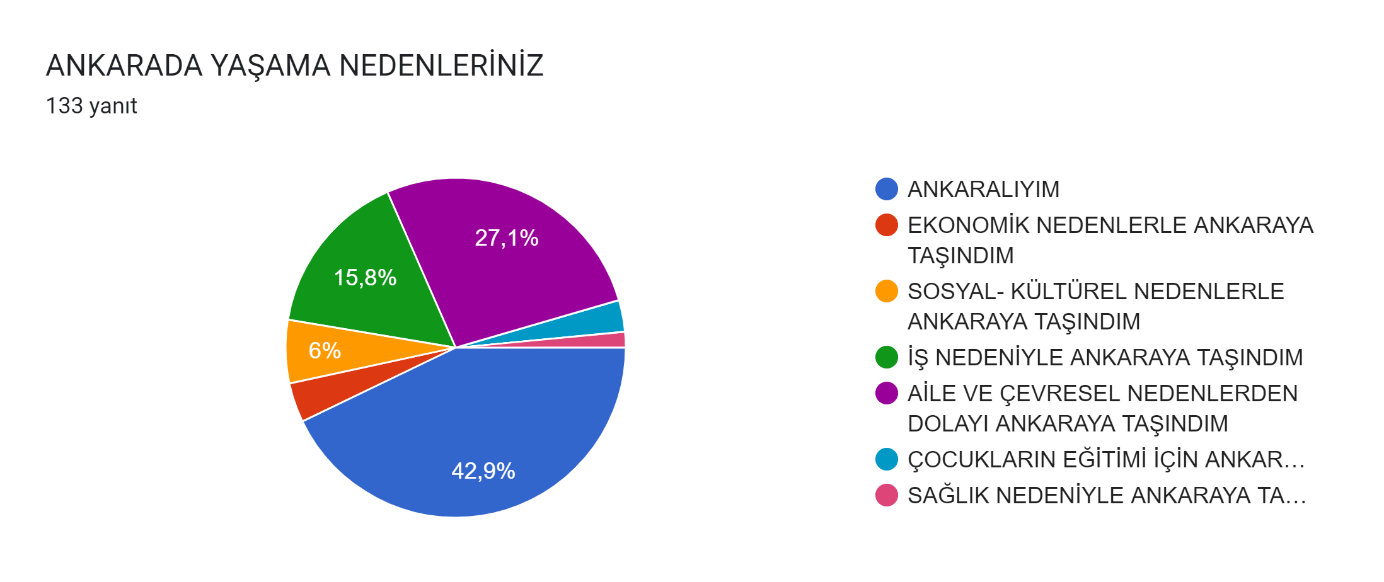 ANKARADA YAŞAMA NEDENLERİNİZ
133 yanıt
27,1%
15,8%
6%
42,9%
ANKARALIYIM
EKONOMİK NEDENLERLE ANKARAYA
TAŞINDIM
SOSYAL- KÜLTÜREL NEDENLERLE
ANKARAYA TAŞINDIM
İŞ NEDENİYLE ANKARAYA TAŞINDIM
AİLE VE ÇEVRESEL NEDENLERDEN
DOLAYI ANKARAYA TAŞINDIM
ÇOCUKLARIN EĞİTİMİ İÇİN ANKAR…
SAĞLIK NEDENİYLE ANKARAYA TA…